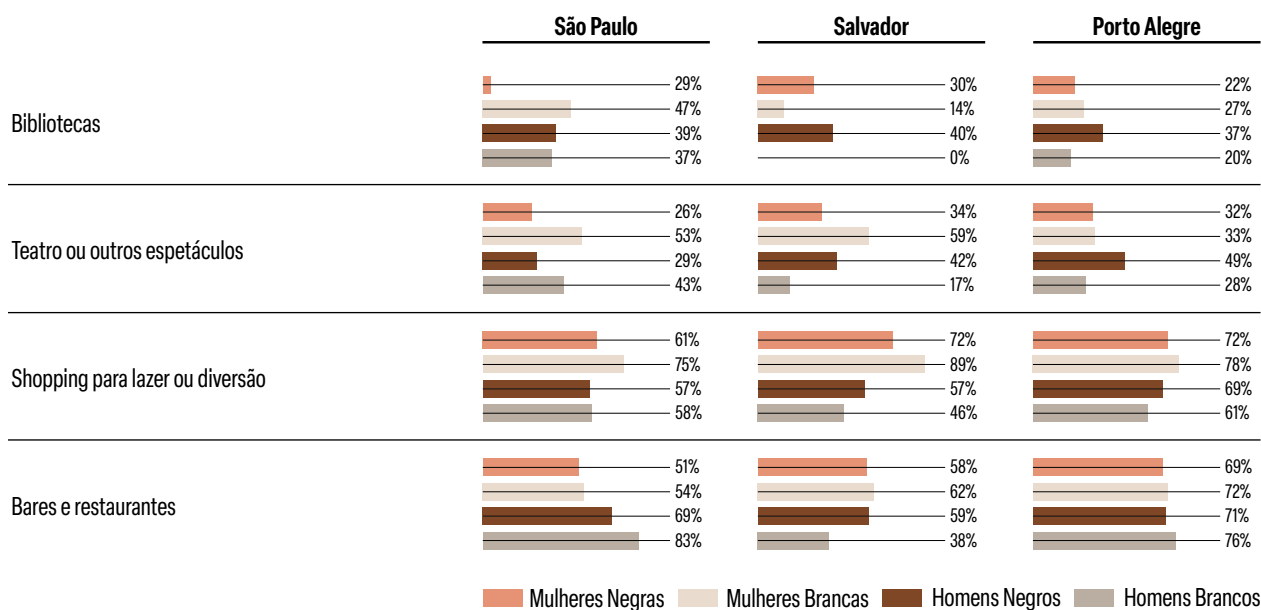 São Paulo Salvador Porto Alegre
Bibliotecas
29% 30% 22%
47% 14% 27%
39% 40% 37%
37% 0% 20%
Teatro ou outros espetáculos
26% 34% 32%
53% 59% 33%
29% 42% 49%
43% 17% 28%
Shopping para lazer ou diversão
61% 72% 72%
75% 89% 78%
57% 57% 69%
58% 46% 61%
Bares e restaurantes
51% 58% 69%
54% 62% 72%
69% 59% 71%
83% 38% 76%
Mulheres Negras Mulheres Brancas Homens Negros Homens Brancos